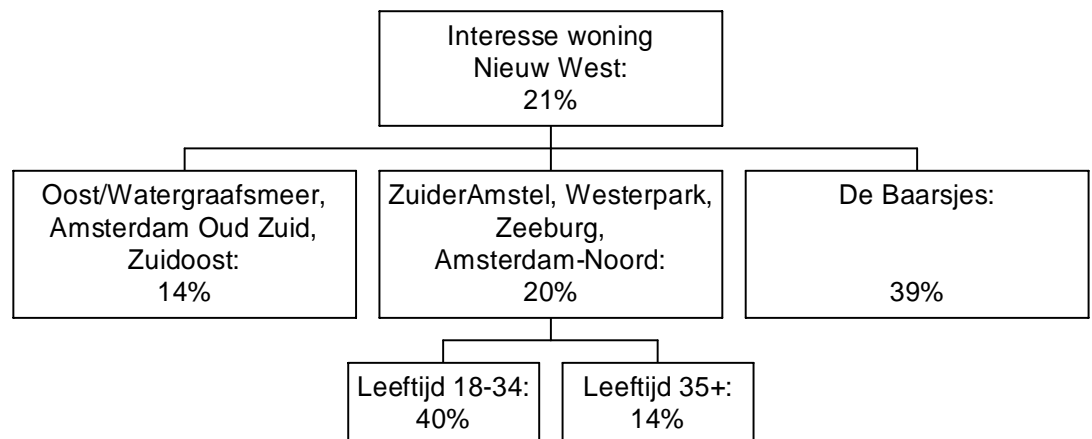 Interesse woning
Nieuw West:
21%
Oost/Watergraafsmeer,
Amsterdam Oud Zuid,
Zuidoost:
14%
ZuiderAmstel, Westerpark,
Zeeburg,
Amsterdam-Noord:
20%
De Baarsjes:
39%
Leeftijd 18-34:
40%
Leeftijd 35+:
14%